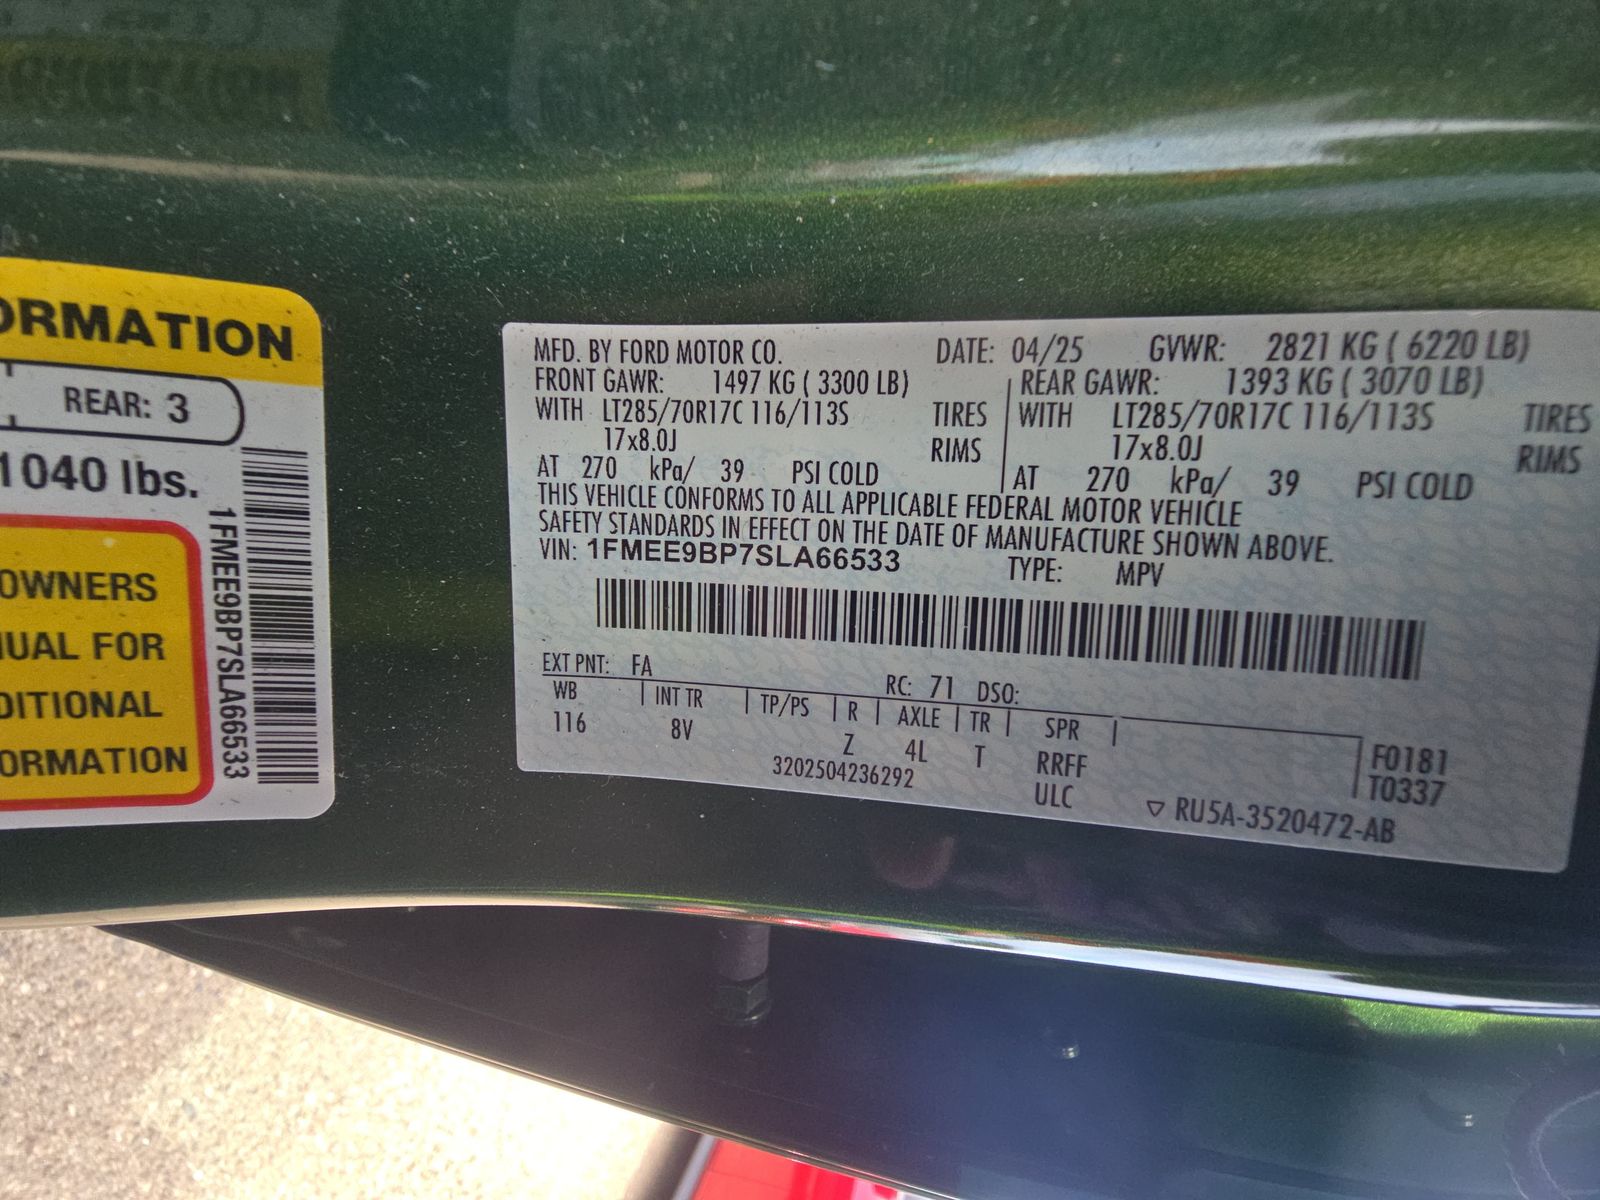 ORMATION
REAR: 3
1040 lbs.
1FMEE9BP7SLA66533
OWNERS
UAL FOR
DITIONAL
ORMATION
MFD. BY FORD MOTOR CO. DATE: 04/25 GVWR: 2821 KG ( 6220 LB)
FRONT GAWR: 1497 KG ( 3300 LB) REAR GAWR: 1393 KG ( 3070 LB)
WITH LT285/70R17C 116/113S TIRES WITH LT285/70R17C 116/113S TIRES
17x8.0J RIMS 17x8.0J RIMS
AT 270 kPa/ 39 PSI COLD AT 270 kPa/ 39 PSI COLD
THIS VEHICLE CONFORMS TO ALL APPLICABLE FEDERAL MOTOR VEHICLE
SAFETY STANDARDS IN EFFECT ON THE DATE OF MANUFACTURE SHOWN ABOVE.
VIN: 1FMEE9BP7SLA66533 TYPE: MPV
EXT PNT: FA RC: 71 DSO:
WB INT TR TP/PS R AXLE TR SPR
116 8V Z 4L T RRFF F0181
3202504236292 ULC T0337
▽ RU5A-3520472-AB